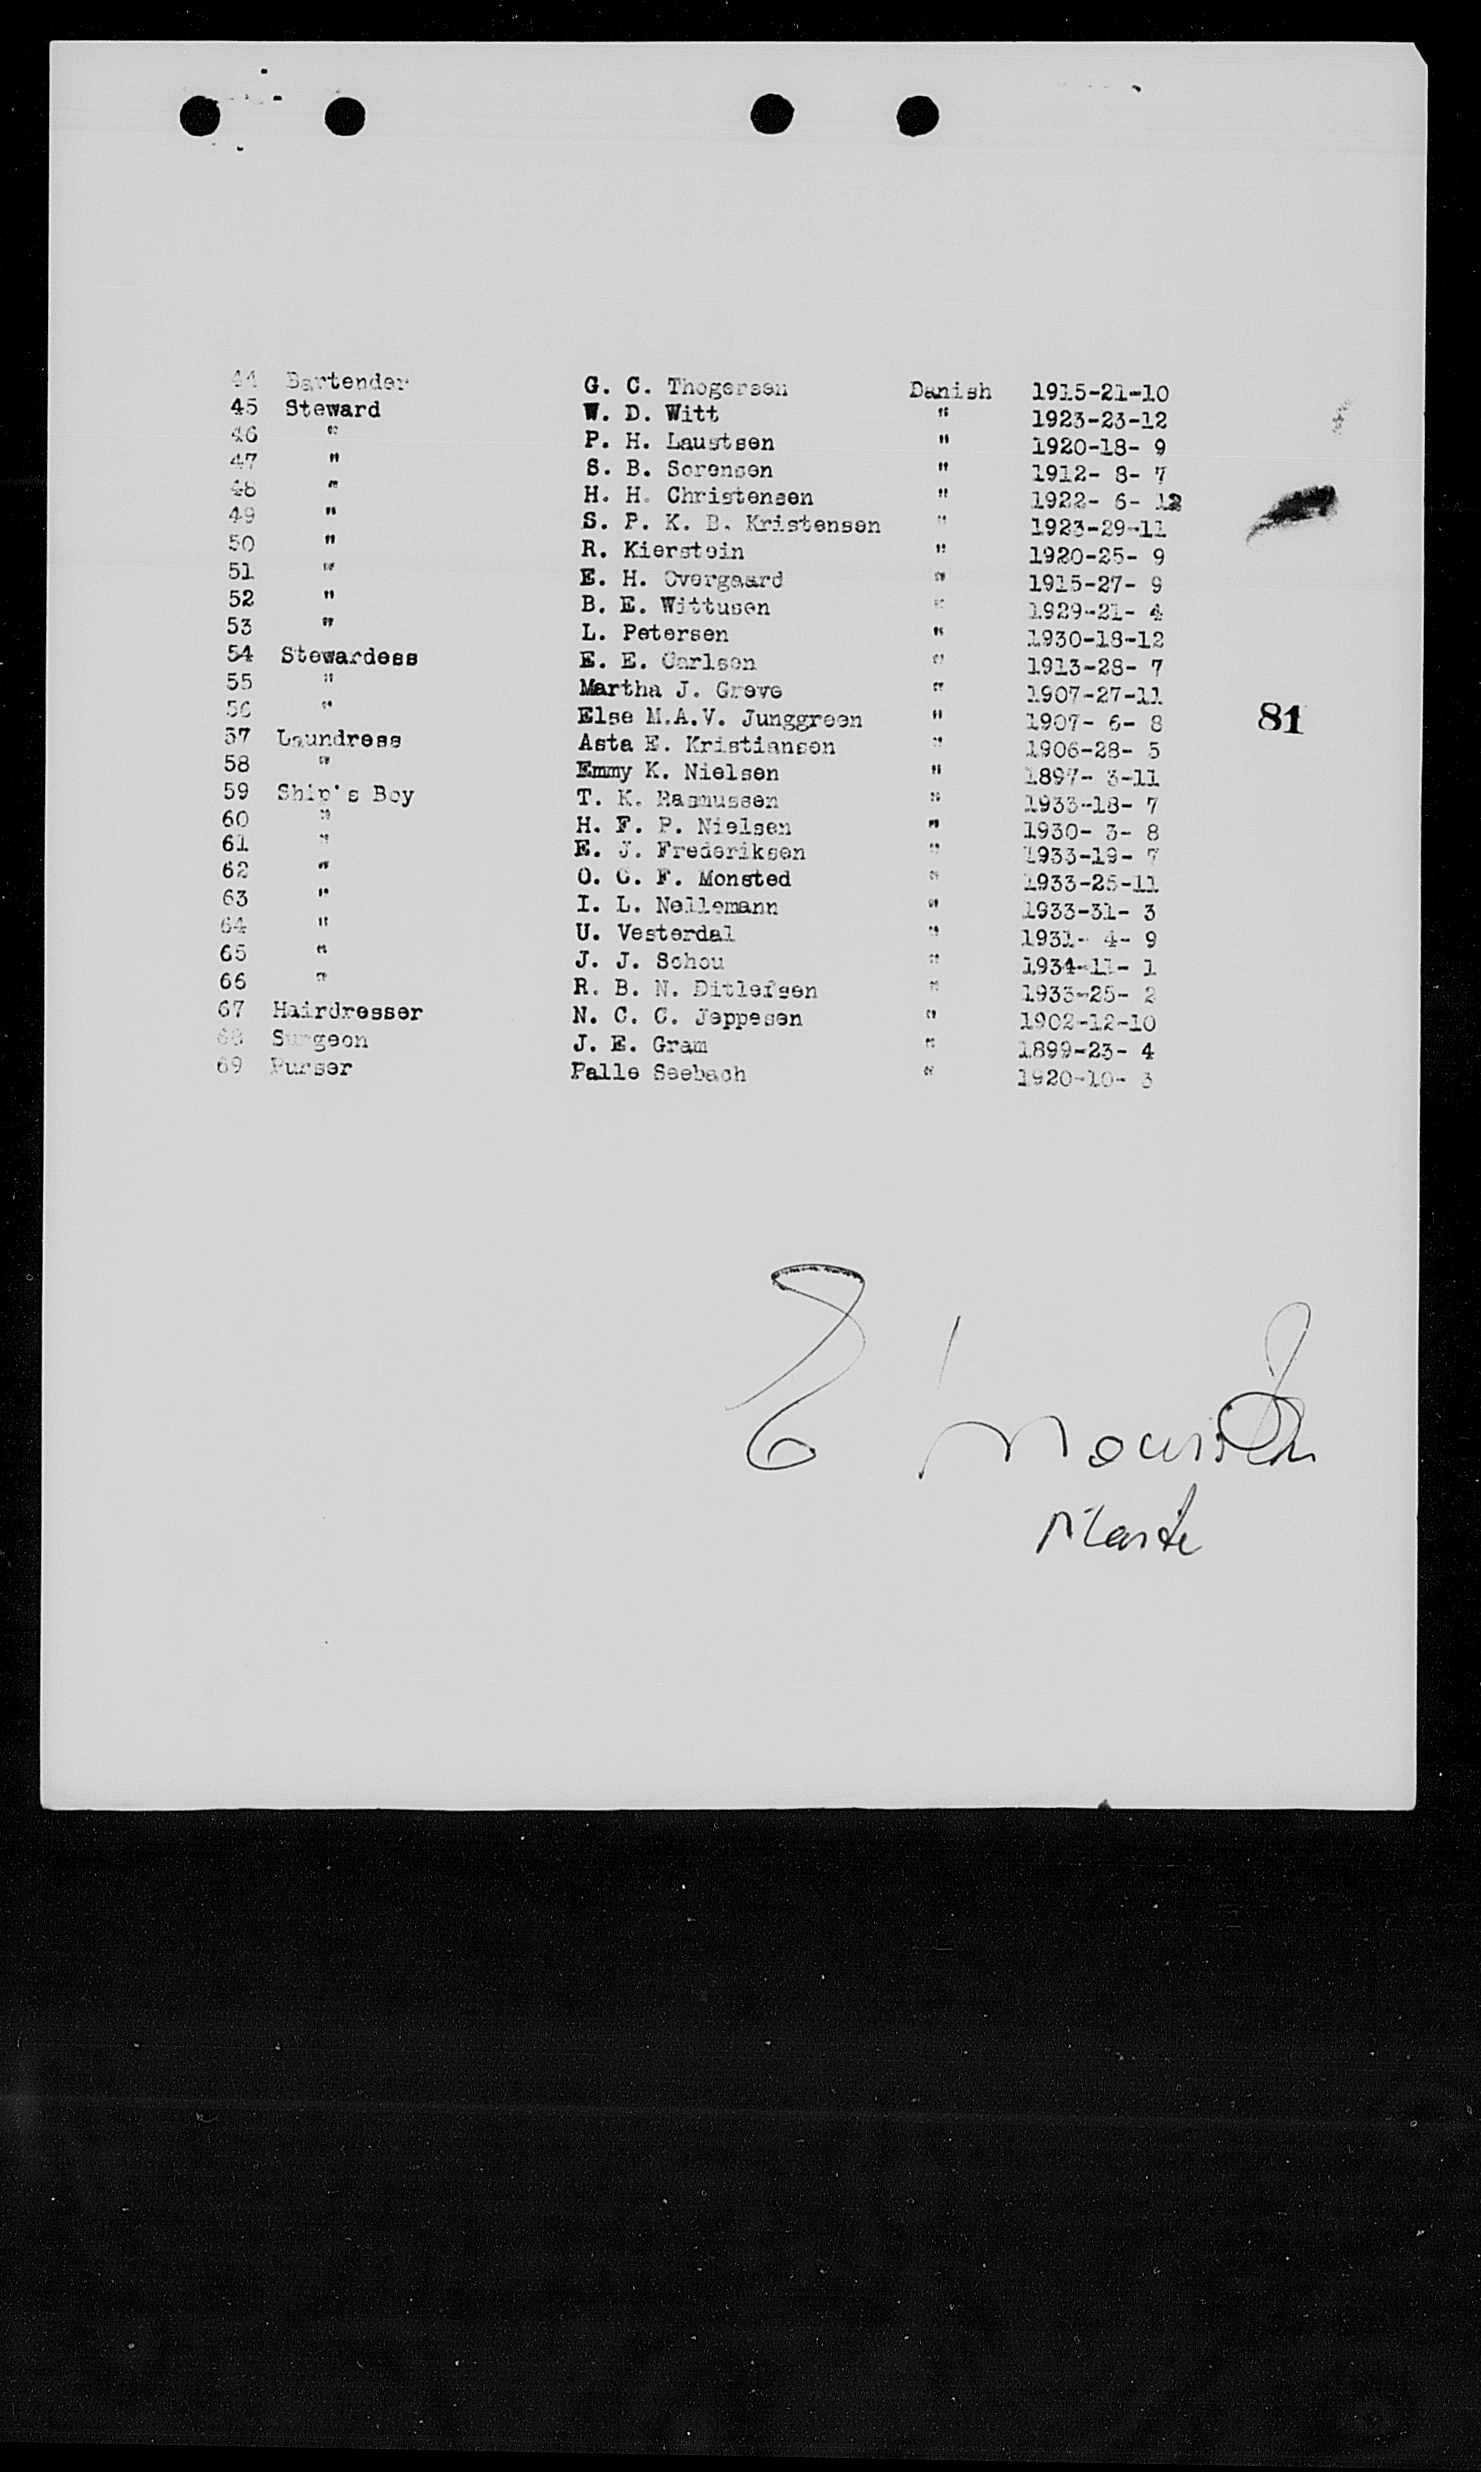 44 Bartender G. C. Thogersen Danish 1915-21-10
45 Steward W. D. Witt " 1923-23-12
46 " P. H. Laustsen " 1920-18- 9
47 " S. B. Sorensen " 1912- 8- 7
48 " H. H. Christensen " 1922- 6- 12
49 " S. P. K. B. Kristensen " 1923-29-11
50 " R. Kierstein " 1920-25- 9
51 " E. H. Overgaard " 1915-27- 9
52 " B. E. Wittusen " 1929-21- 4
53 " L. Petersen " 1930-18-12
54 Stewardess E. E. Carlsen " 1913-28- 7
55 " Martha J. Greve " 1907-27-11
56 " Else M.A.V. Junggreen " 1907- 6- 8
81
57 Laundress Asta E. Kristiansen " 1906-28- 5
58 " Emmy K. Nielsen " 1897- 3-11
59 Ship's Boy T. K. Rasmussen " 1933-18- 7
60 " H. F. P. Nielsen " 1930- 3- 8
61 " E. J. Frederiksen " 1933-19- 7
62 " O. C. F. Monsted " 1933-25-11
63 " I. L. Nellemann " 1933-31- 3
64 " U. Vesterdal " 1931- 4- 9
65 " J. J. Schou " 1934-11- 1
66 " R. B. N. Ditlefsen " 1933-25- 2
67 Hairdresser N. C. C. Jeppesen " 1902-12-10
68 Surgeon J. E. Gram " 1899-23- 4
69 Purser Palle Seebach " 1920-10- 3